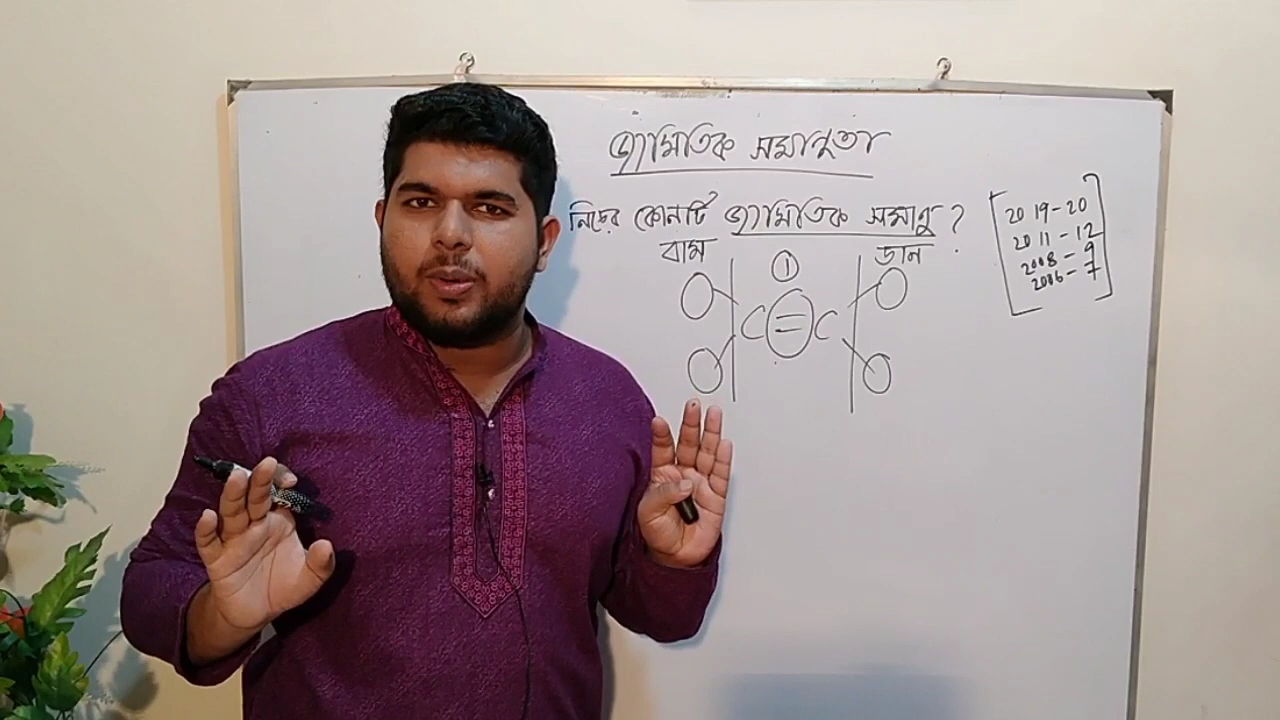 জ্যামিতিক সমানুতা
নিচের কোনটি জ্যামিতিক সমানু ?
বাম ① ডান
C = C
2019-20
2011-12
2008-9
2006-7